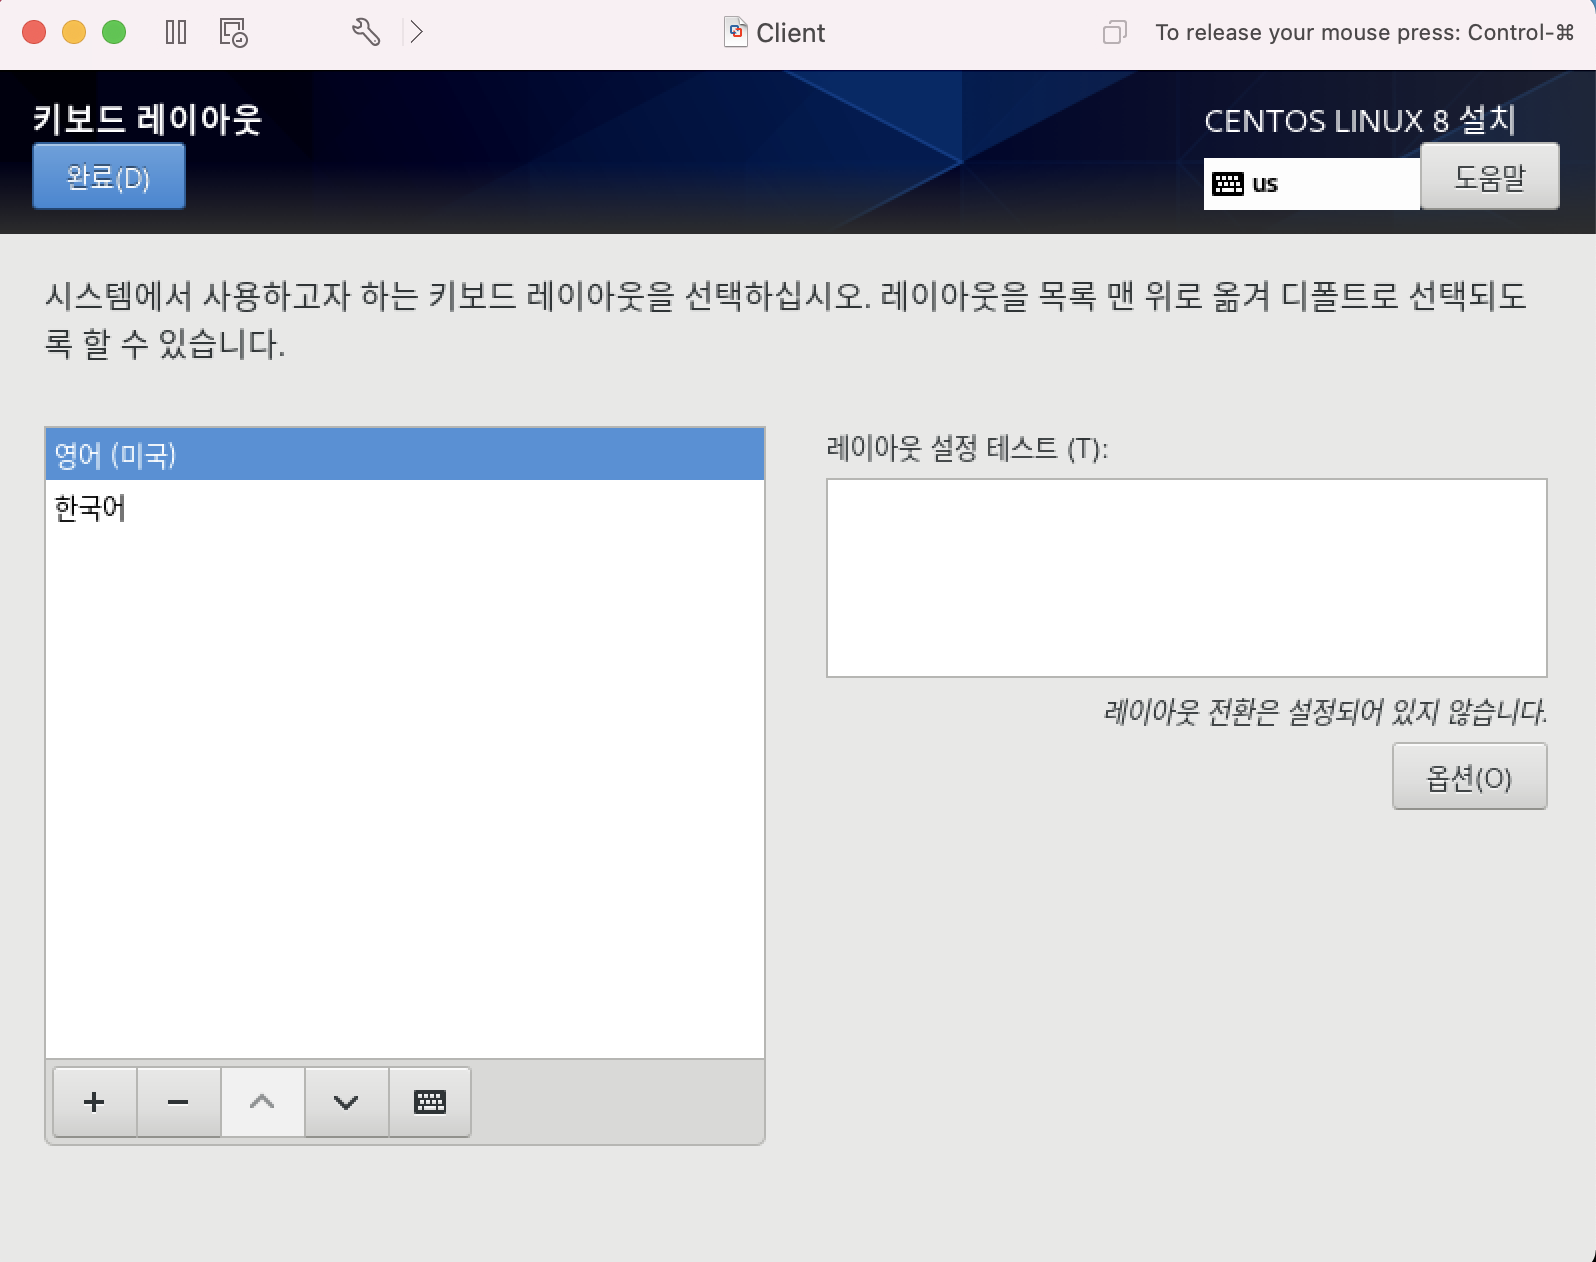 Client
To release your mouse press: Control-⌘
키보드 레이아웃
CENTOS LINUX 8 설치
완료(D)
us
도움말
시스템에서 사용하고자 하는 키보드 레이아웃을 선택하십시오. 레이아웃을 목록 맨 위로 옮겨 디폴트로 선택되도
록 할 수 있습니다.
영어 (미국)
한국어
레이아웃 설정 테스트 (T):
레이아웃 전환은 설정되어 있지 않습니다.
옵션(O)